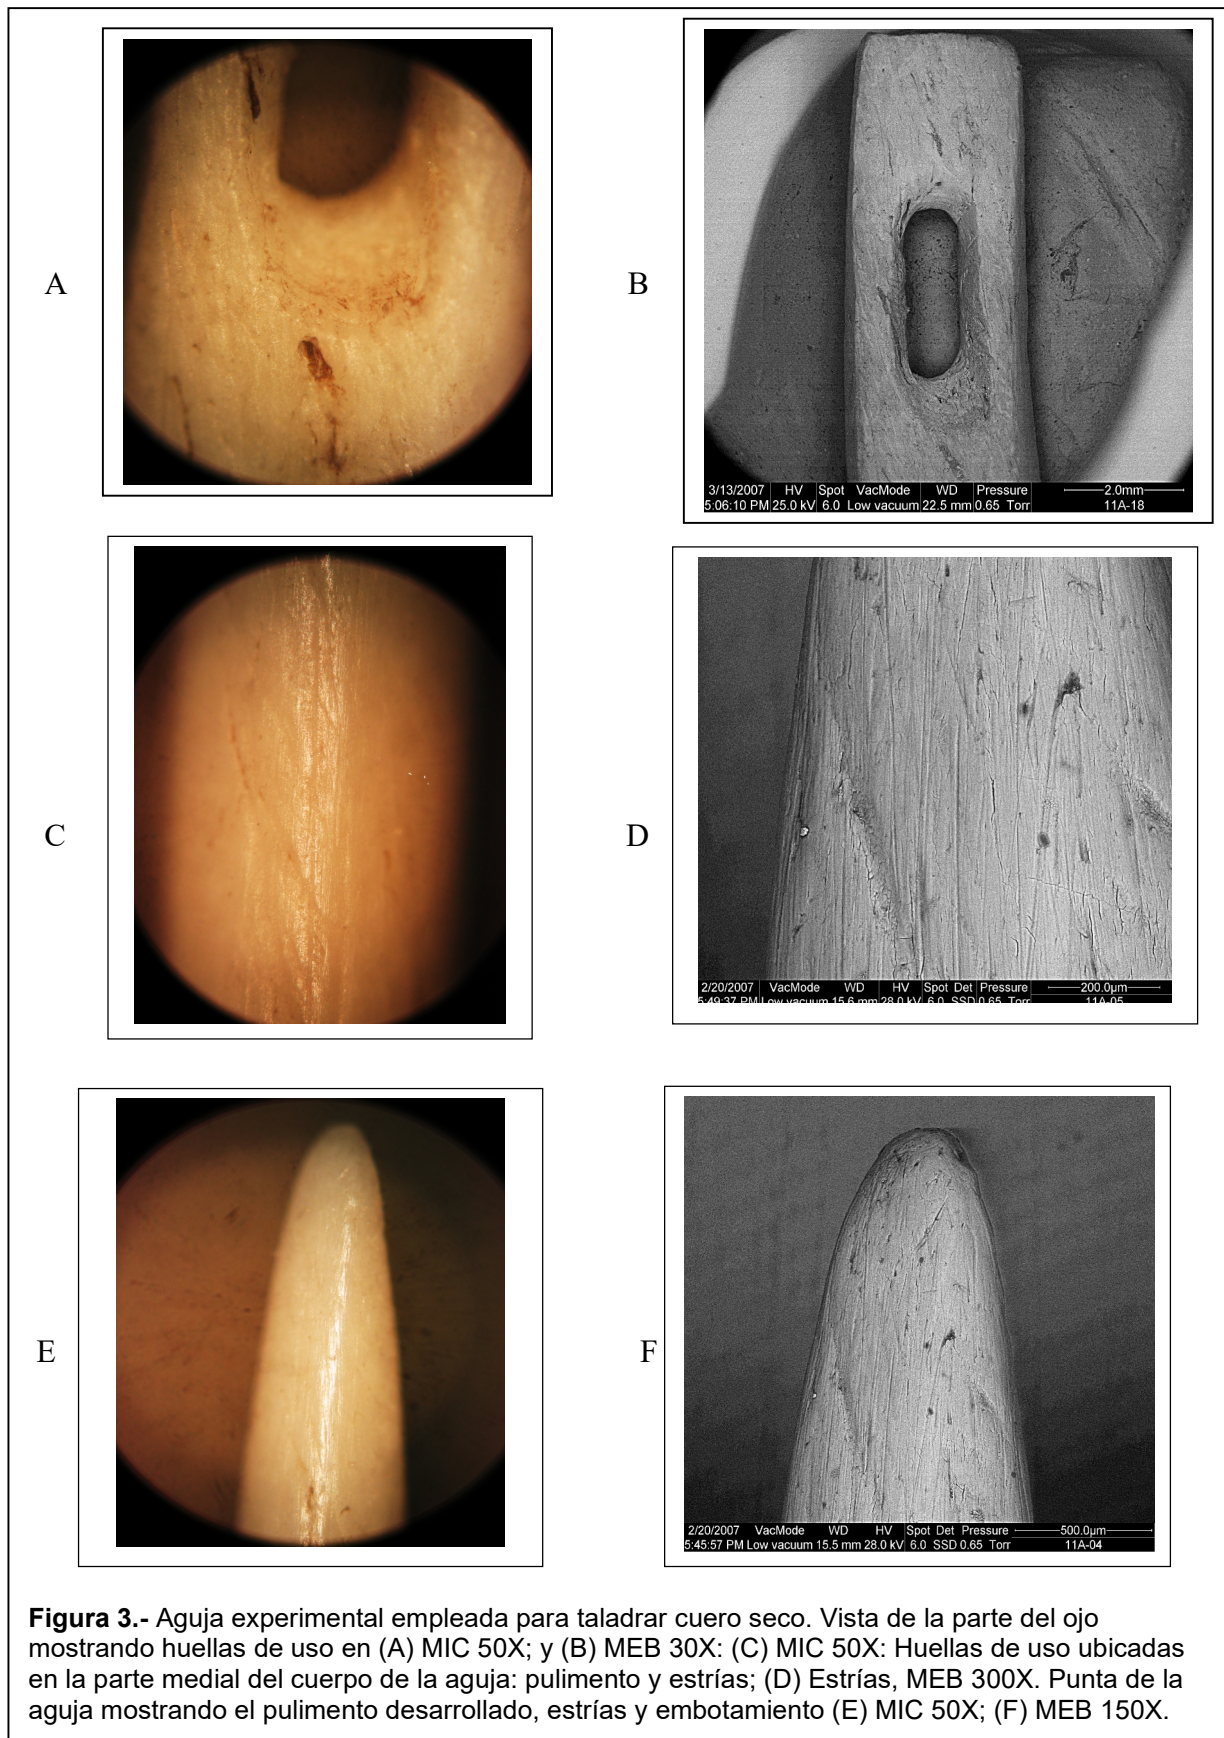 A
B
3/13/2007 HV Spot VacMode WD Pressure 2.0mm
5:06:10 PM 25.0 kV 6.0 Low vacuum 22.5 mm 0.65 Torr 11A-18
C
D
2/20/2007 VacMode WD HV Spot Det Pressure 200.0µm
5:49:37 PM Low vacuum 15.6 mm 28.0 kV 6.0 SSD 0.65 Torr 11A-05
E
F
2/20/2007 VacMode WD HV Spot Det Pressure 500.0µm
5:45:57 PM Low vacuum 15.5 mm 28.0 kV 6.0 SSD 0.65 Torr 11A-04
Figura 3.- Aguja experimental empleada para taladrar cuero seco. Vista de la parte del ojo
mostrando huellas de uso en (A) MIC 50X; y (B) MEB 30X: (C) MIC 50X: Huellas de uso ubicadas
en la parte medial del cuerpo de la aguja: pulimento y estrías; (D) Estrías, MEB 300X. Punta de la
aguja mostrando el pulimento desarrollado, estrías y embotamiento (E) MIC 50X; (F) MEB 150X.